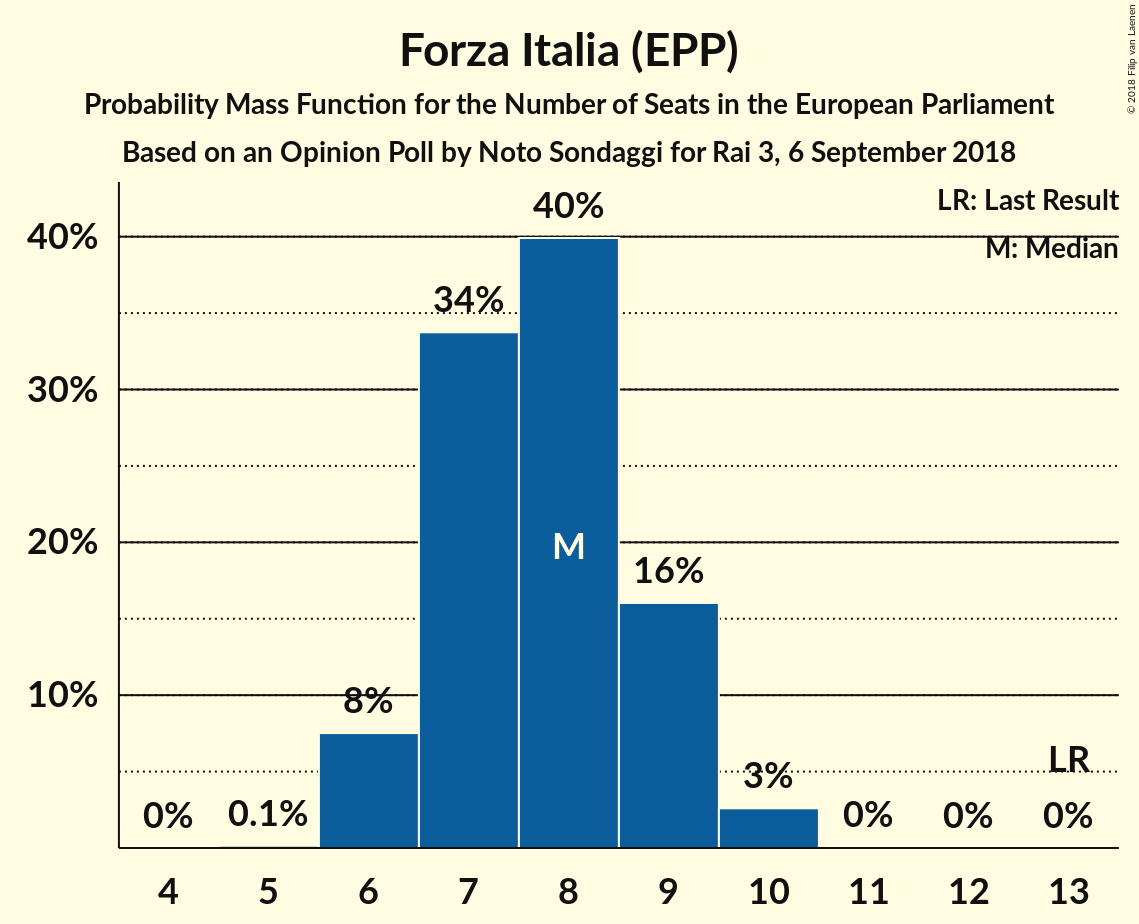 Forza Italia (EPP)
Probability Mass Function for the Number of Seats in the European Parliament
Based on an Opinion Poll by Noto Sondaggi for Rai 3, 6 September 2018
© 2018 Filip van Laenen
LR: Last Result
M: Median
40%
30%
20%
10%
0%
0.1%
8%
34%
40%
M
16%
3%
0%
0%
LR
0%
4 5 6 7 8 9 10 11 12 13